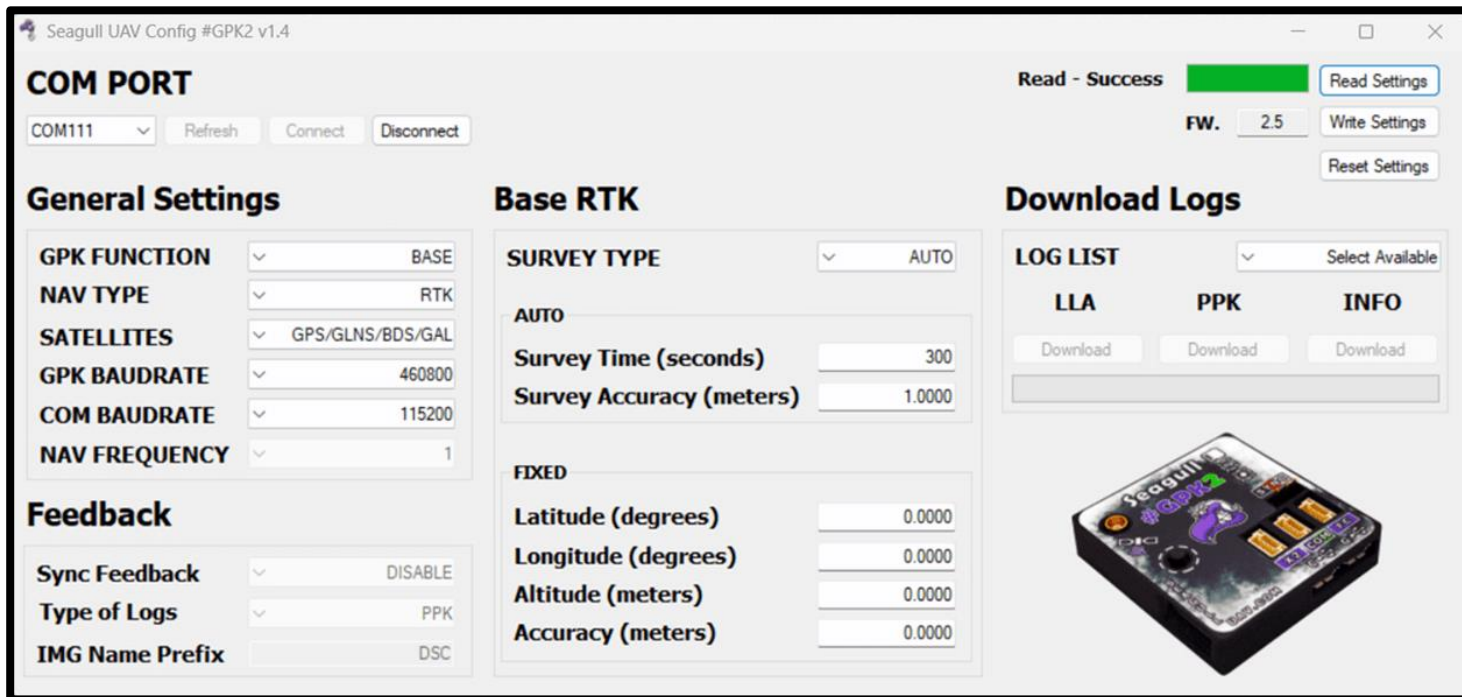 Seagull UAV Config #GPK2 v1.4
COM PORT
COM111 Refresh Connect Disconnect
Read - Success Read Settings
FW. 2.5 Write Settings
Reset Settings
General Settings
GPK FUNCTION BASE
NAV TYPE RTK
SATELLITES GPS/GLNS/BDS/GAL
GPK BAUDRATE 460800
COM BAUDRATE 115200
NAV FREQUENCY 1
Feedback
Sync Feedback DISABLE
Type of Logs PPK
IMG Name Prefix DSC
Base RTK
SURVEY TYPE AUTO
AUTO
Survey Time (seconds) 300
Survey Accuracy (meters) 1.0000
FIXED
Latitude (degrees) 0.0000
Longitude (degrees) 0.0000
Altitude (meters) 0.0000
Accuracy (meters) 0.0000
Download Logs
LOG LIST Select Available
LLA PPK INFO
Download Download Download
Seagull
#GPK2
COM